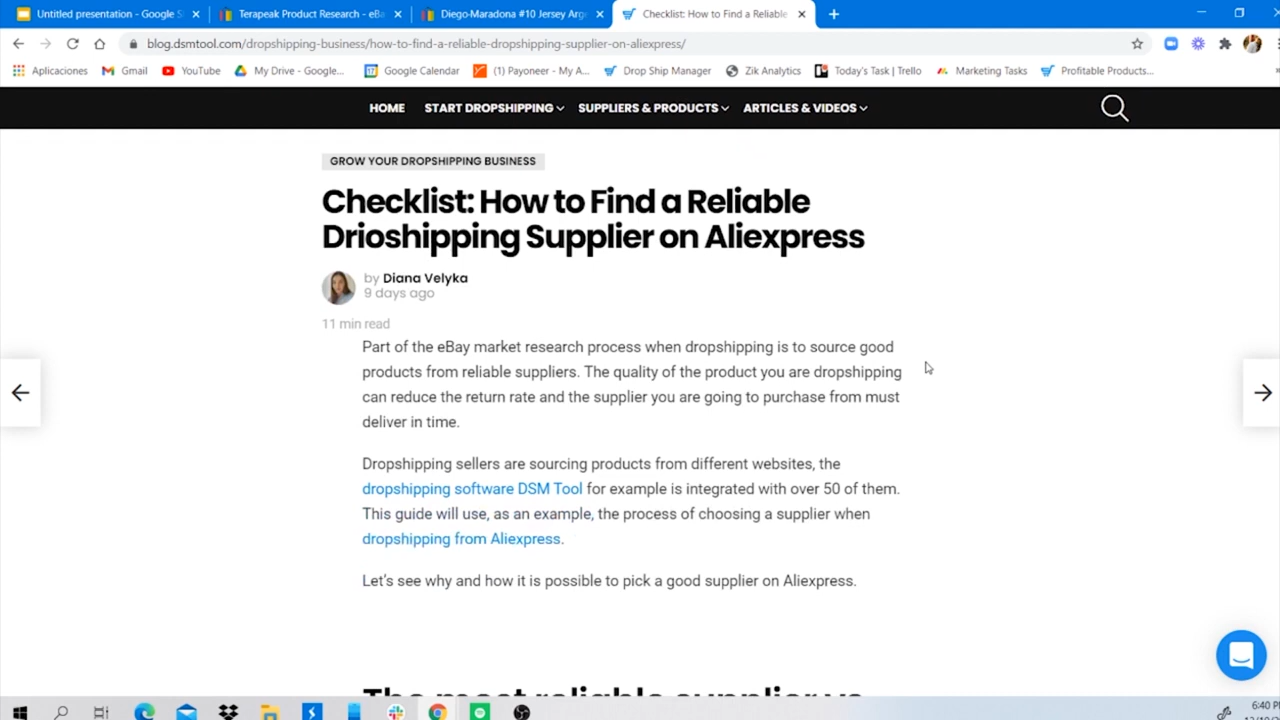 Untitled presentation - Google S
Terapeak Product Research - eBa
Diego-Maradona #10 Jersey Arg
Checklist: How to Find a Reliable
blog.dsmtool.com/dropshipping-business/how-to-find-a-reliable-dropshipping-supplier-on-aliexpress/
Aplicaciones
Gmail
YouTube
My Drive - Google...
Google Calendar
(1) Payoneer - My A...
Drop Ship Manager
Zik Analytics
Today's Task | Trello
Marketing Tasks
Profitable Products...
HOME
START DROPSHIPPING
SUPPLIERS & PRODUCTS
ARTICLES & VIDEOS
GROW YOUR DROPSHIPPING BUSINESS
Checklist: How to Find a Reliable
Drioshipping Supplier on Aliexpress
by Diana Velyka
9 days ago
11 min read
Part of the eBay market research process when dropshipping is to source good
products from reliable suppliers. The quality of the product you are dropshipping
can reduce the return rate and the supplier you are going to purchase from must
deliver in time.
Dropshipping sellers are sourcing products from different websites, the
dropshipping software DSM Tool for example is integrated with over 50 of them.
This guide will use, as an example, the process of choosing a supplier when
dropshipping from Aliexpress.
Let's see why and how it is possible to pick a good supplier on Aliexpress.
The most reliable supplier vs
6:40 P